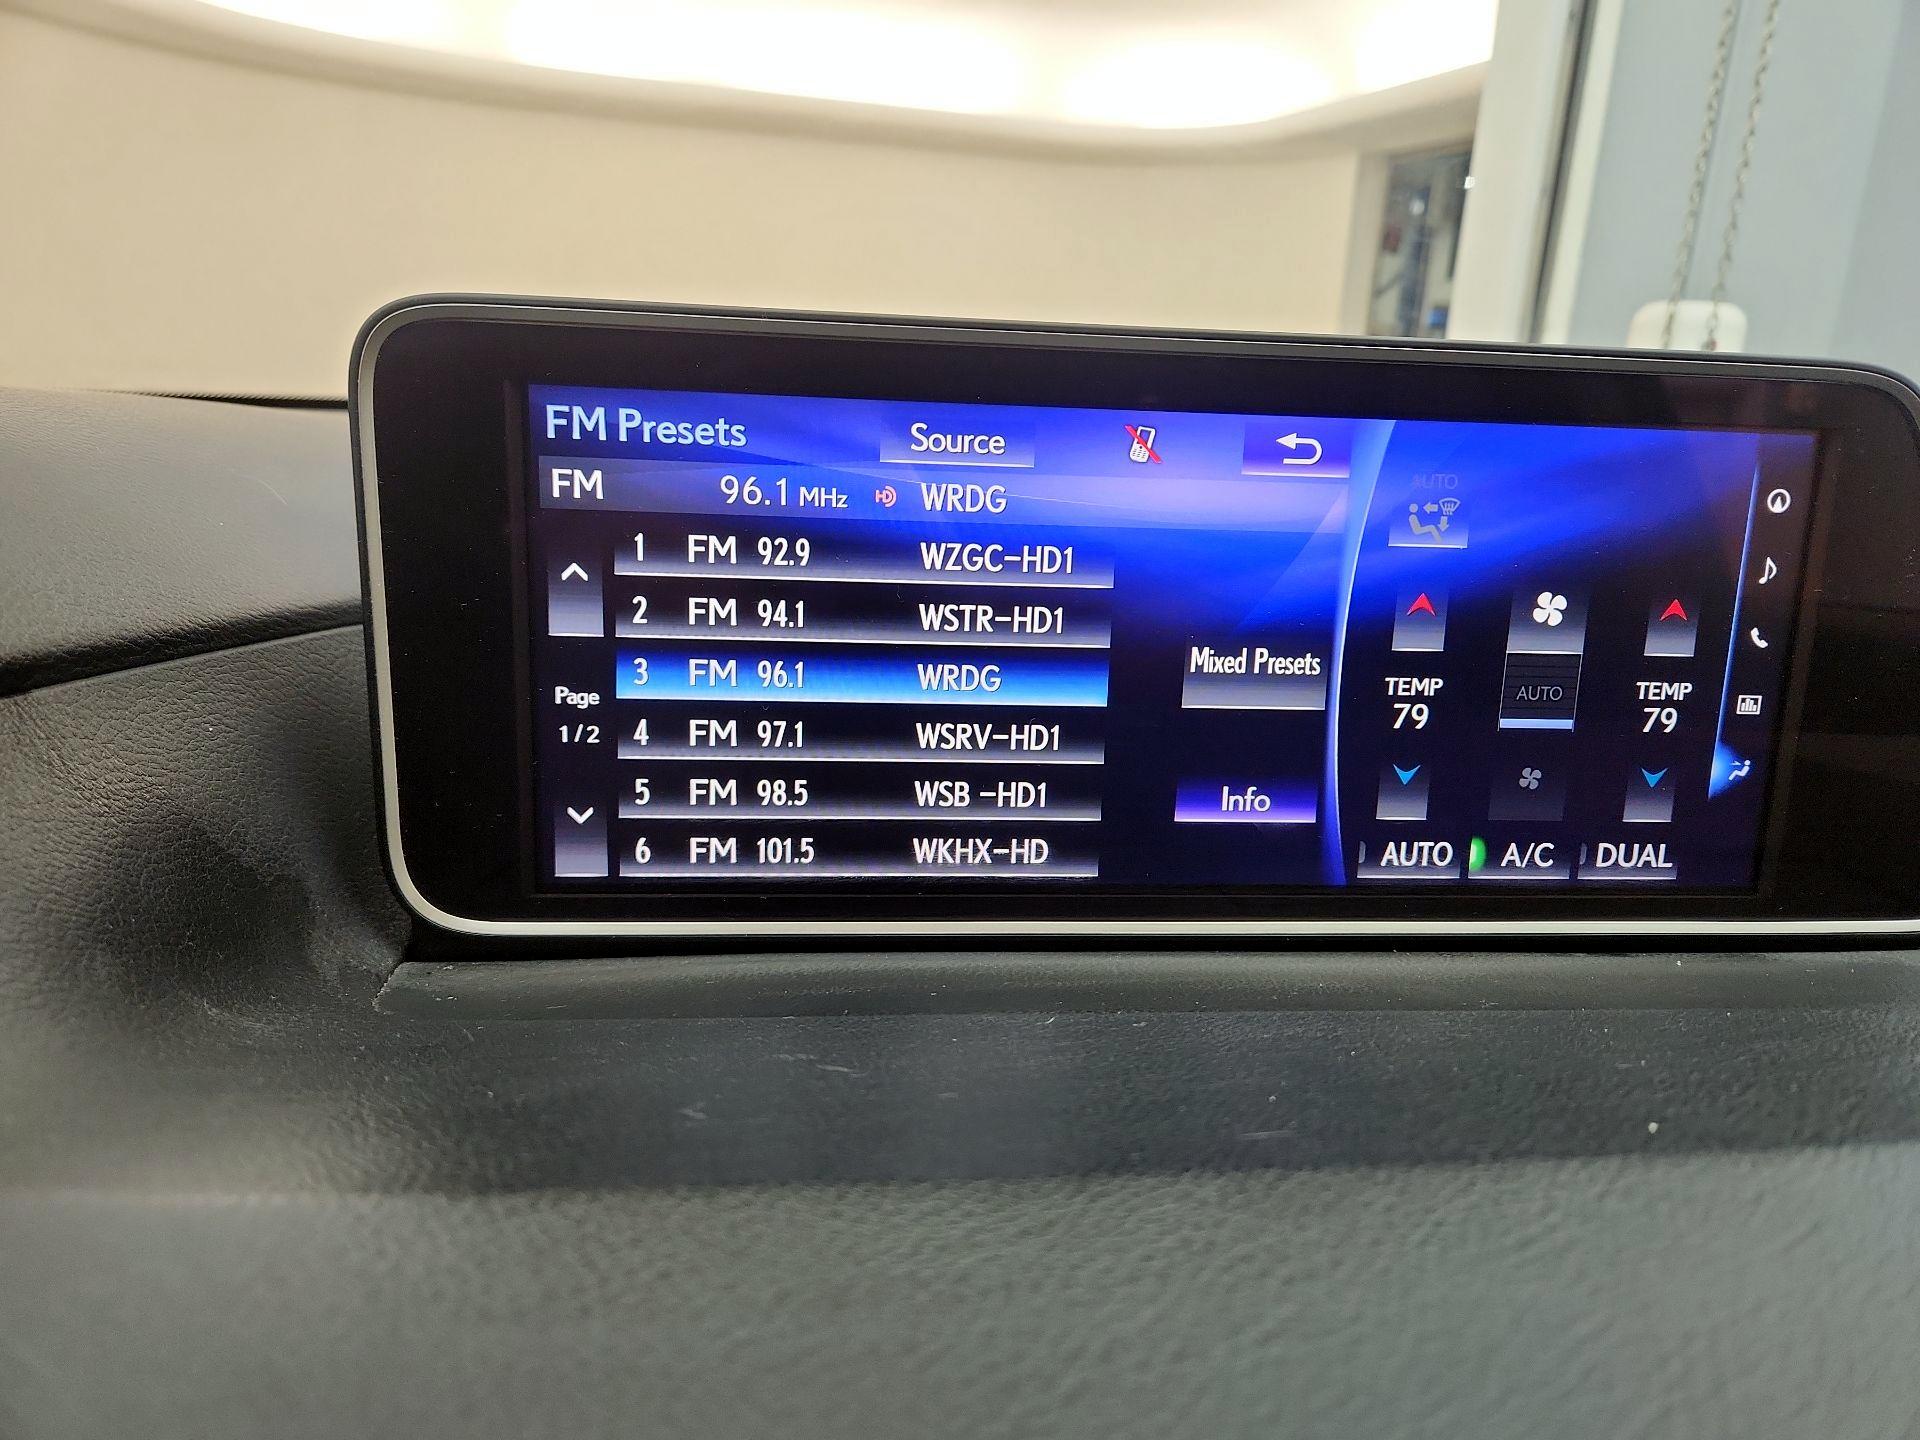 FM Presets
Source
FM 96.1 MHz HD WRDG
1 FM 92.9 WZGC-HD1
2 FM 94.1 WSTR-HD1
3 FM 96.1 WRDG
4 FM 97.1 WSRV-HD1
5 FM 98.5 WSB -HD1
6 FM 101.5 WKHX-HD
Page
1/2
Mixed Presets
Info
AUTO
TEMP
79
AUTO
TEMP
79
AUTO A/C DUAL